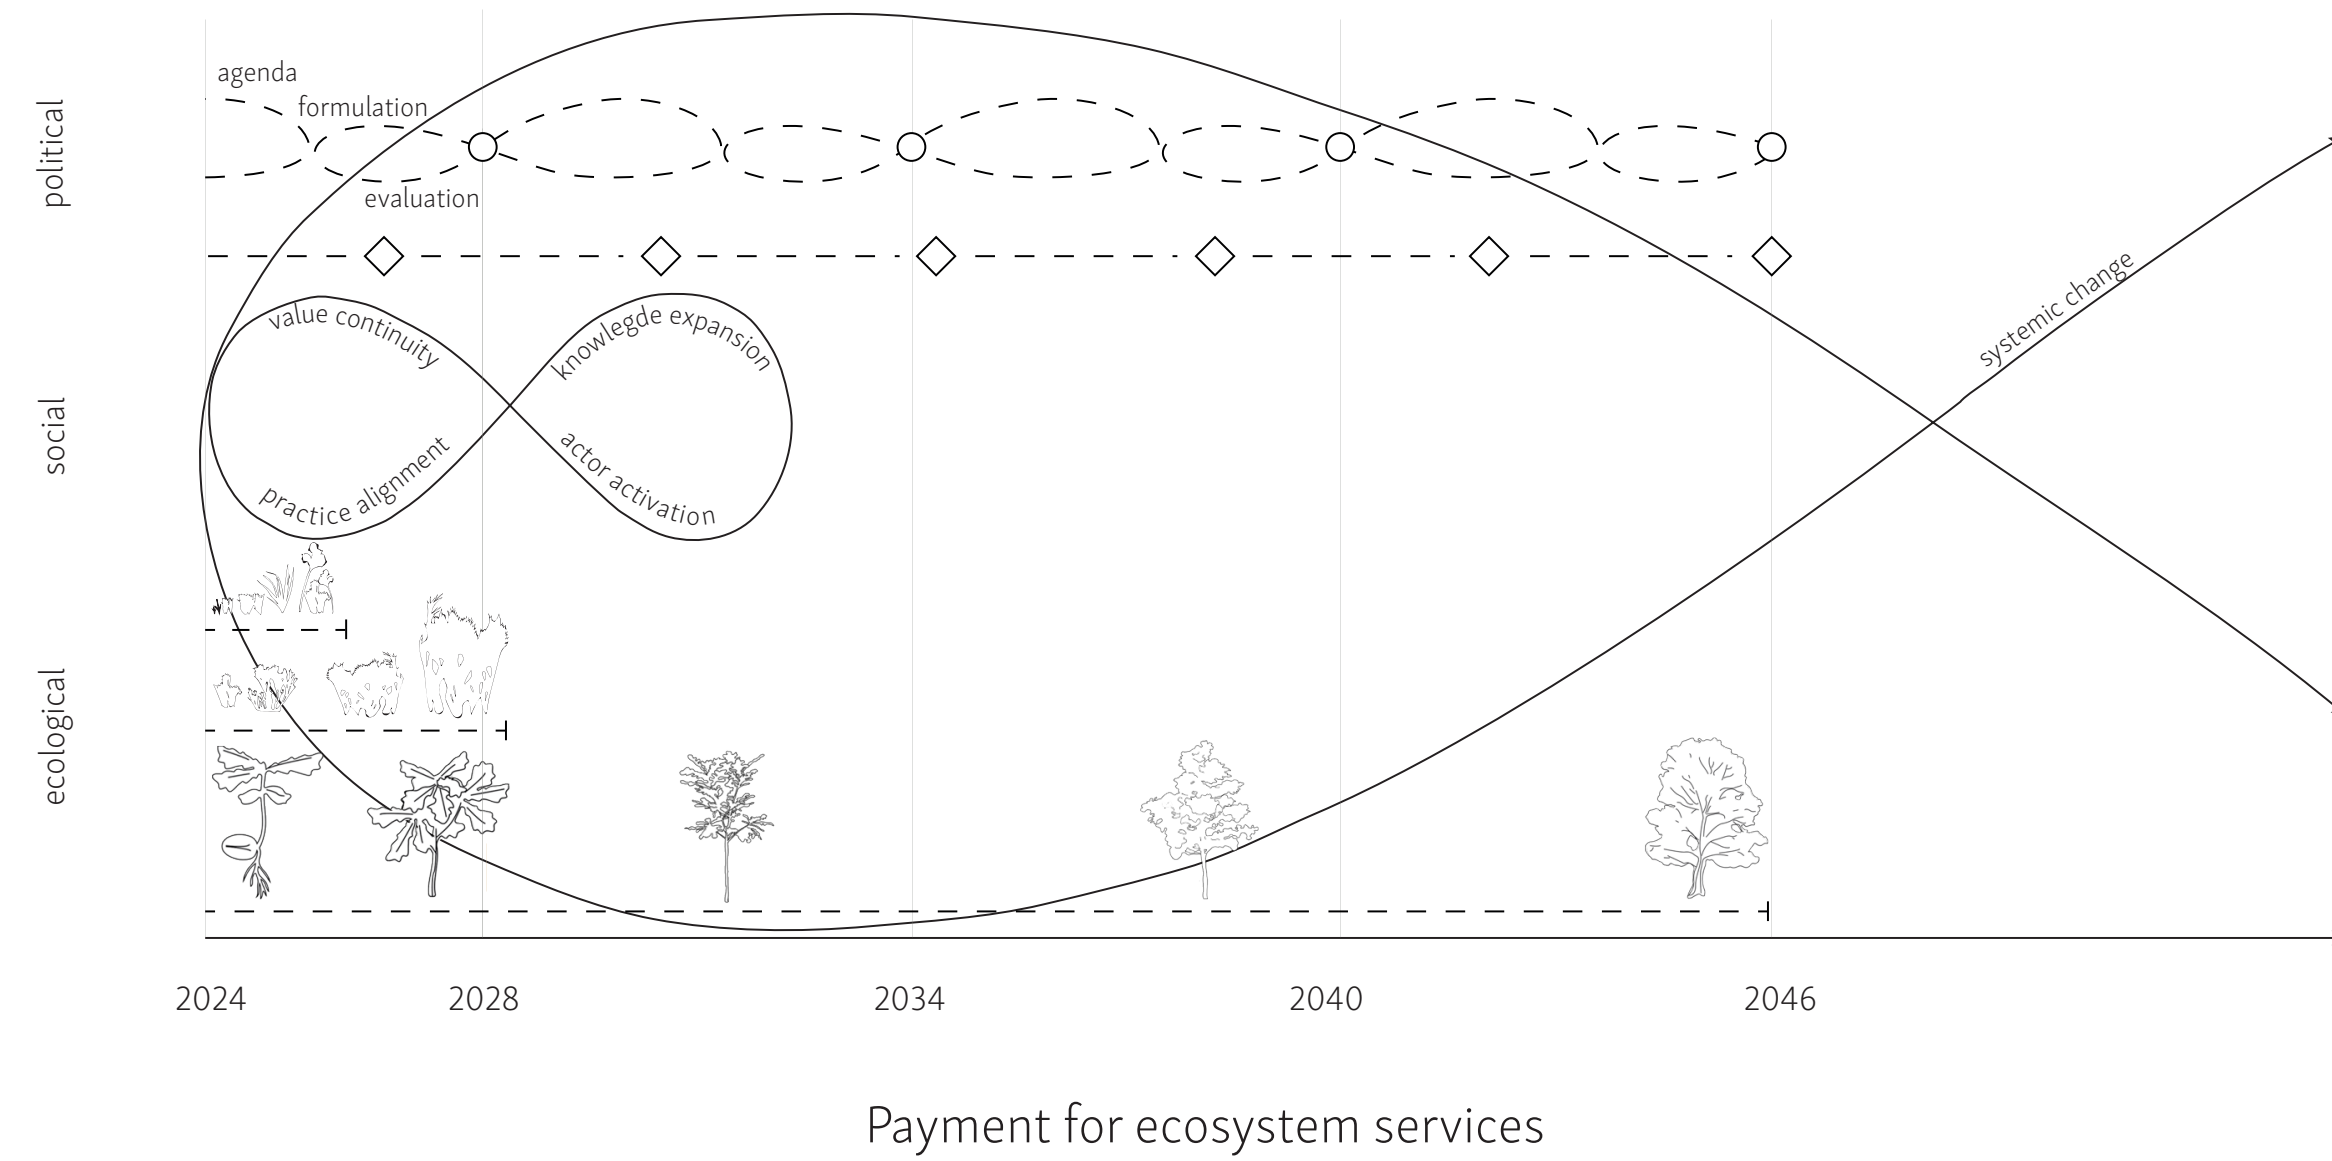 political
agenda
formulation
evaluation
social
value continuity
knowlegde expansion
practice alignment
actor activation
systemic change
ecological
2024
2028
2034
2040
2046
Payment for ecosystem services